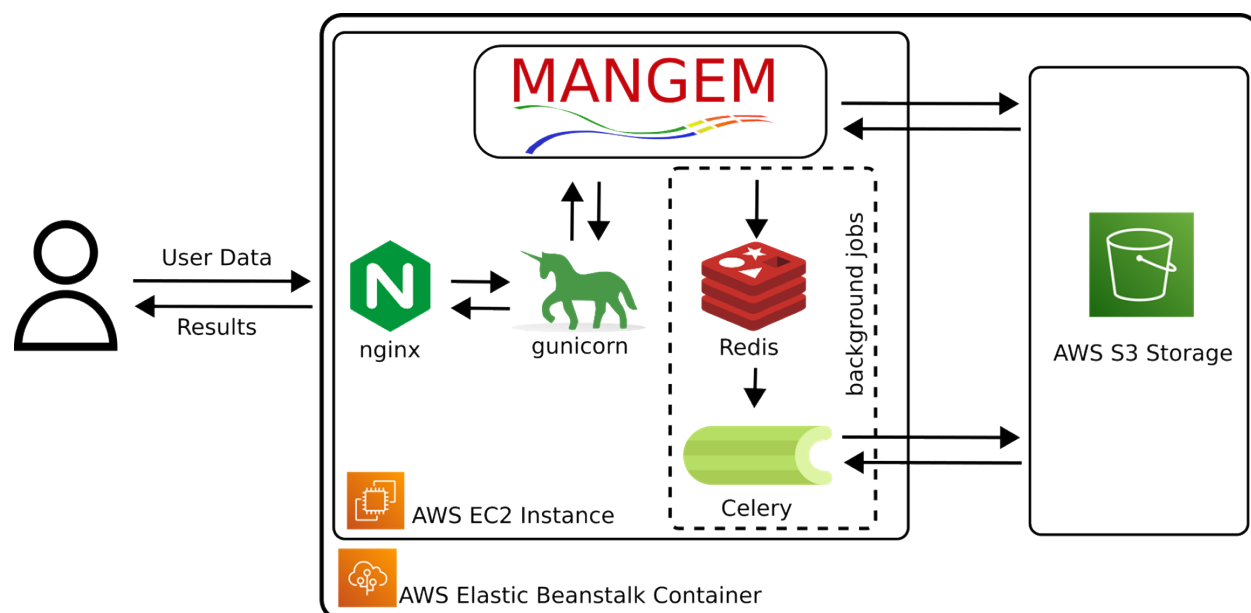 MANGEM
User Data
Results
nginx
gunicorn
Redis
background jobs
Celery
AWS S3 Storage
AWS EC2 Instance
AWS Elastic Beanstalk Container